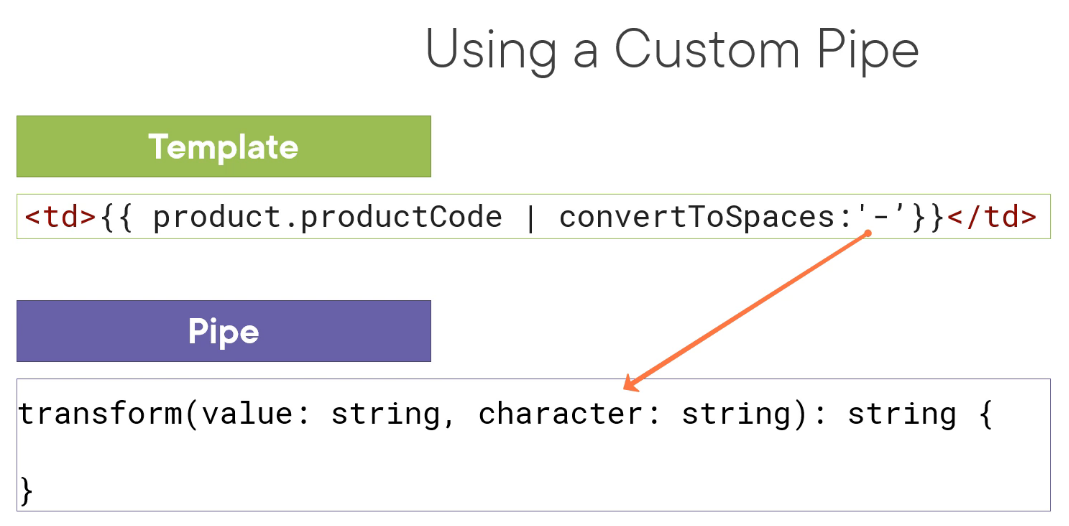 Using a Custom Pipe
Template
<td>{{ product.productCode | convertToSpaces:'-’}}</td>
Pipe
transform(value: string, character: string): string {
}